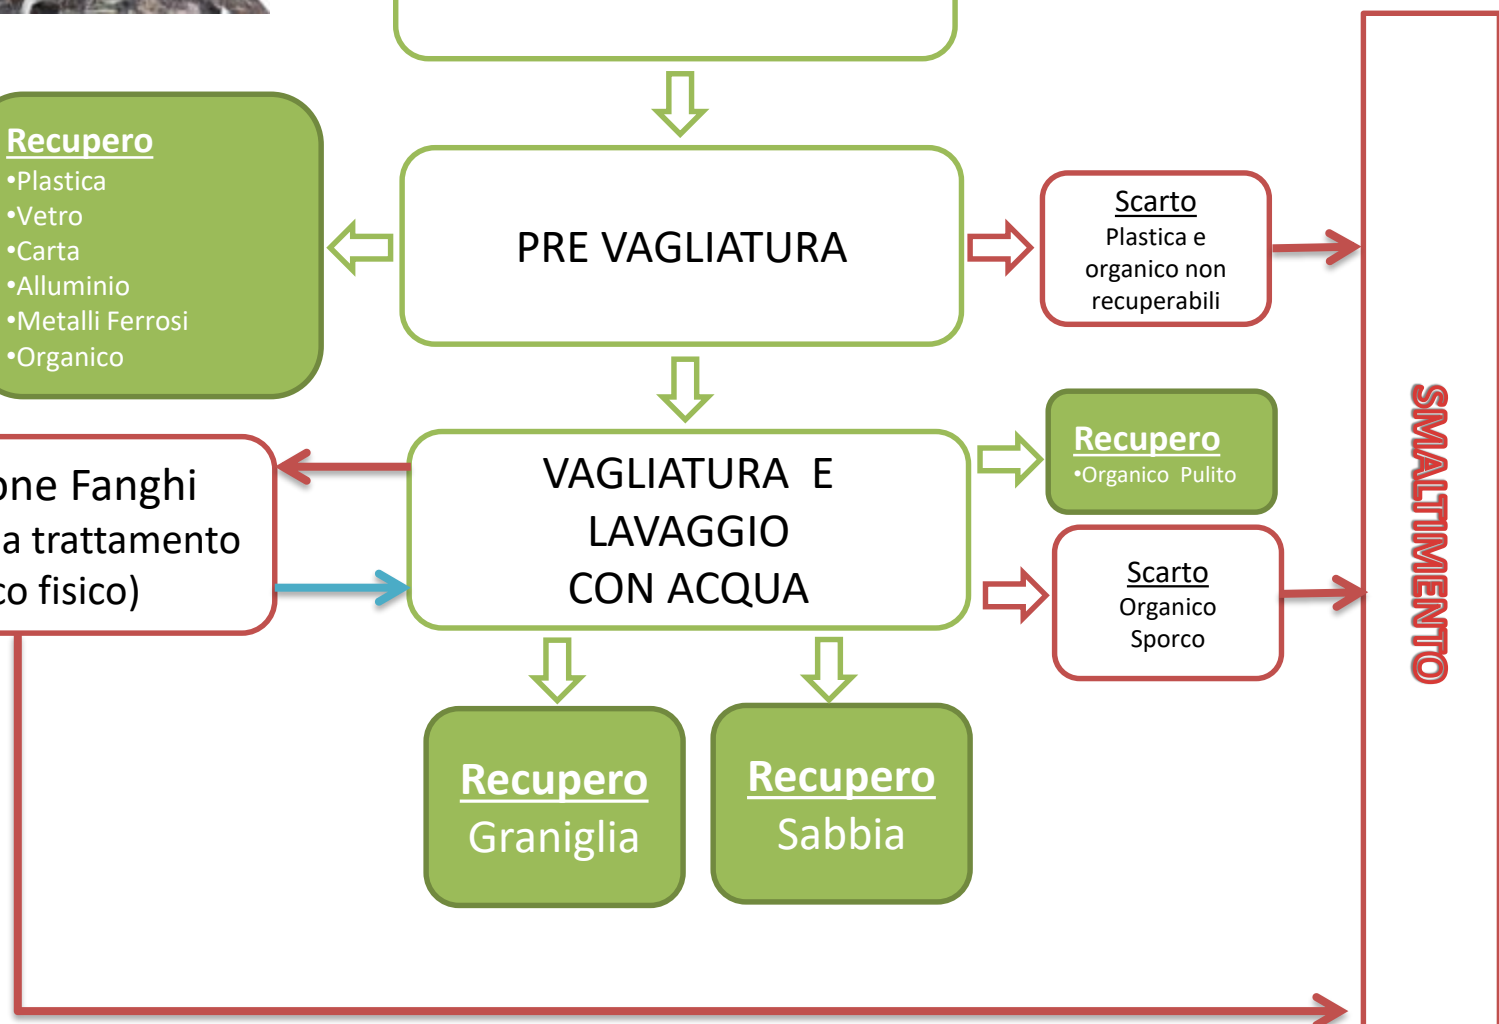 Recupero
•Plastica
•Vetro
•Carta
•Alluminio
•Metalli Ferrosi
•Organico
PRE VAGLIATURA
Scarto
Plastica e
organico non
recuperabili
one Fanghi
a trattamento
co fisico)
VAGLIATURA E
LAVAGGIO
CON ACQUA
Recupero
•Organico Pulito
Scarto
Organico
Sporco
Recupero
Graniglia
Recupero
Sabbia
SMALTIMENTO